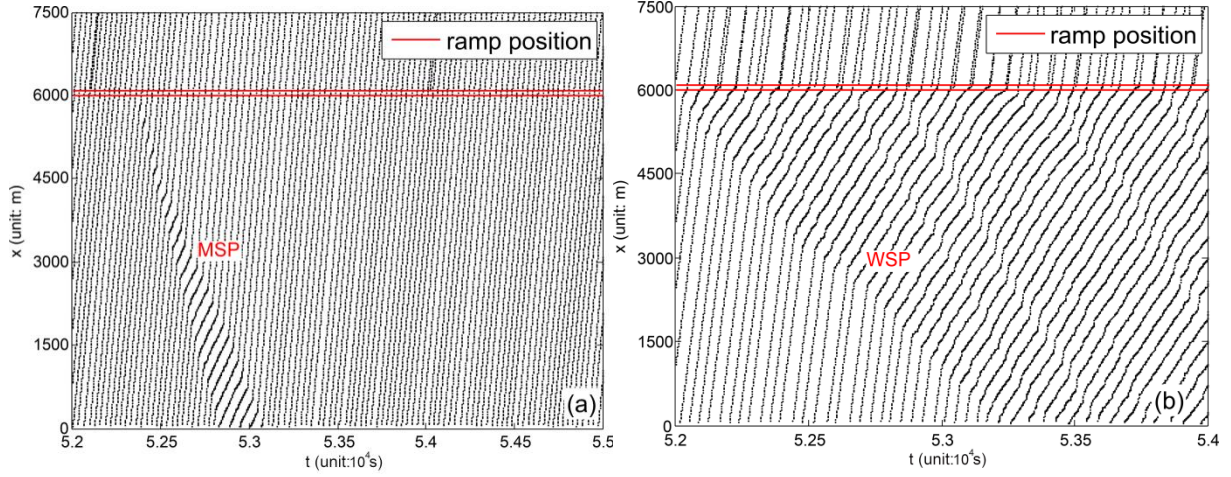 7500
6000
4500
3000
1500
0
x (unit: m)
ramp position
MSP
(a)
5.2
5.25
5.3
5.35
5.4
5.45
5.5
t (unit:10⁴s)
7500
6000
4500
3000
1500
0
x (unit: m)
ramp position
WSP
(b)
5.2
5.25
5.3
5.35
5.4
t (unit:10⁴s)